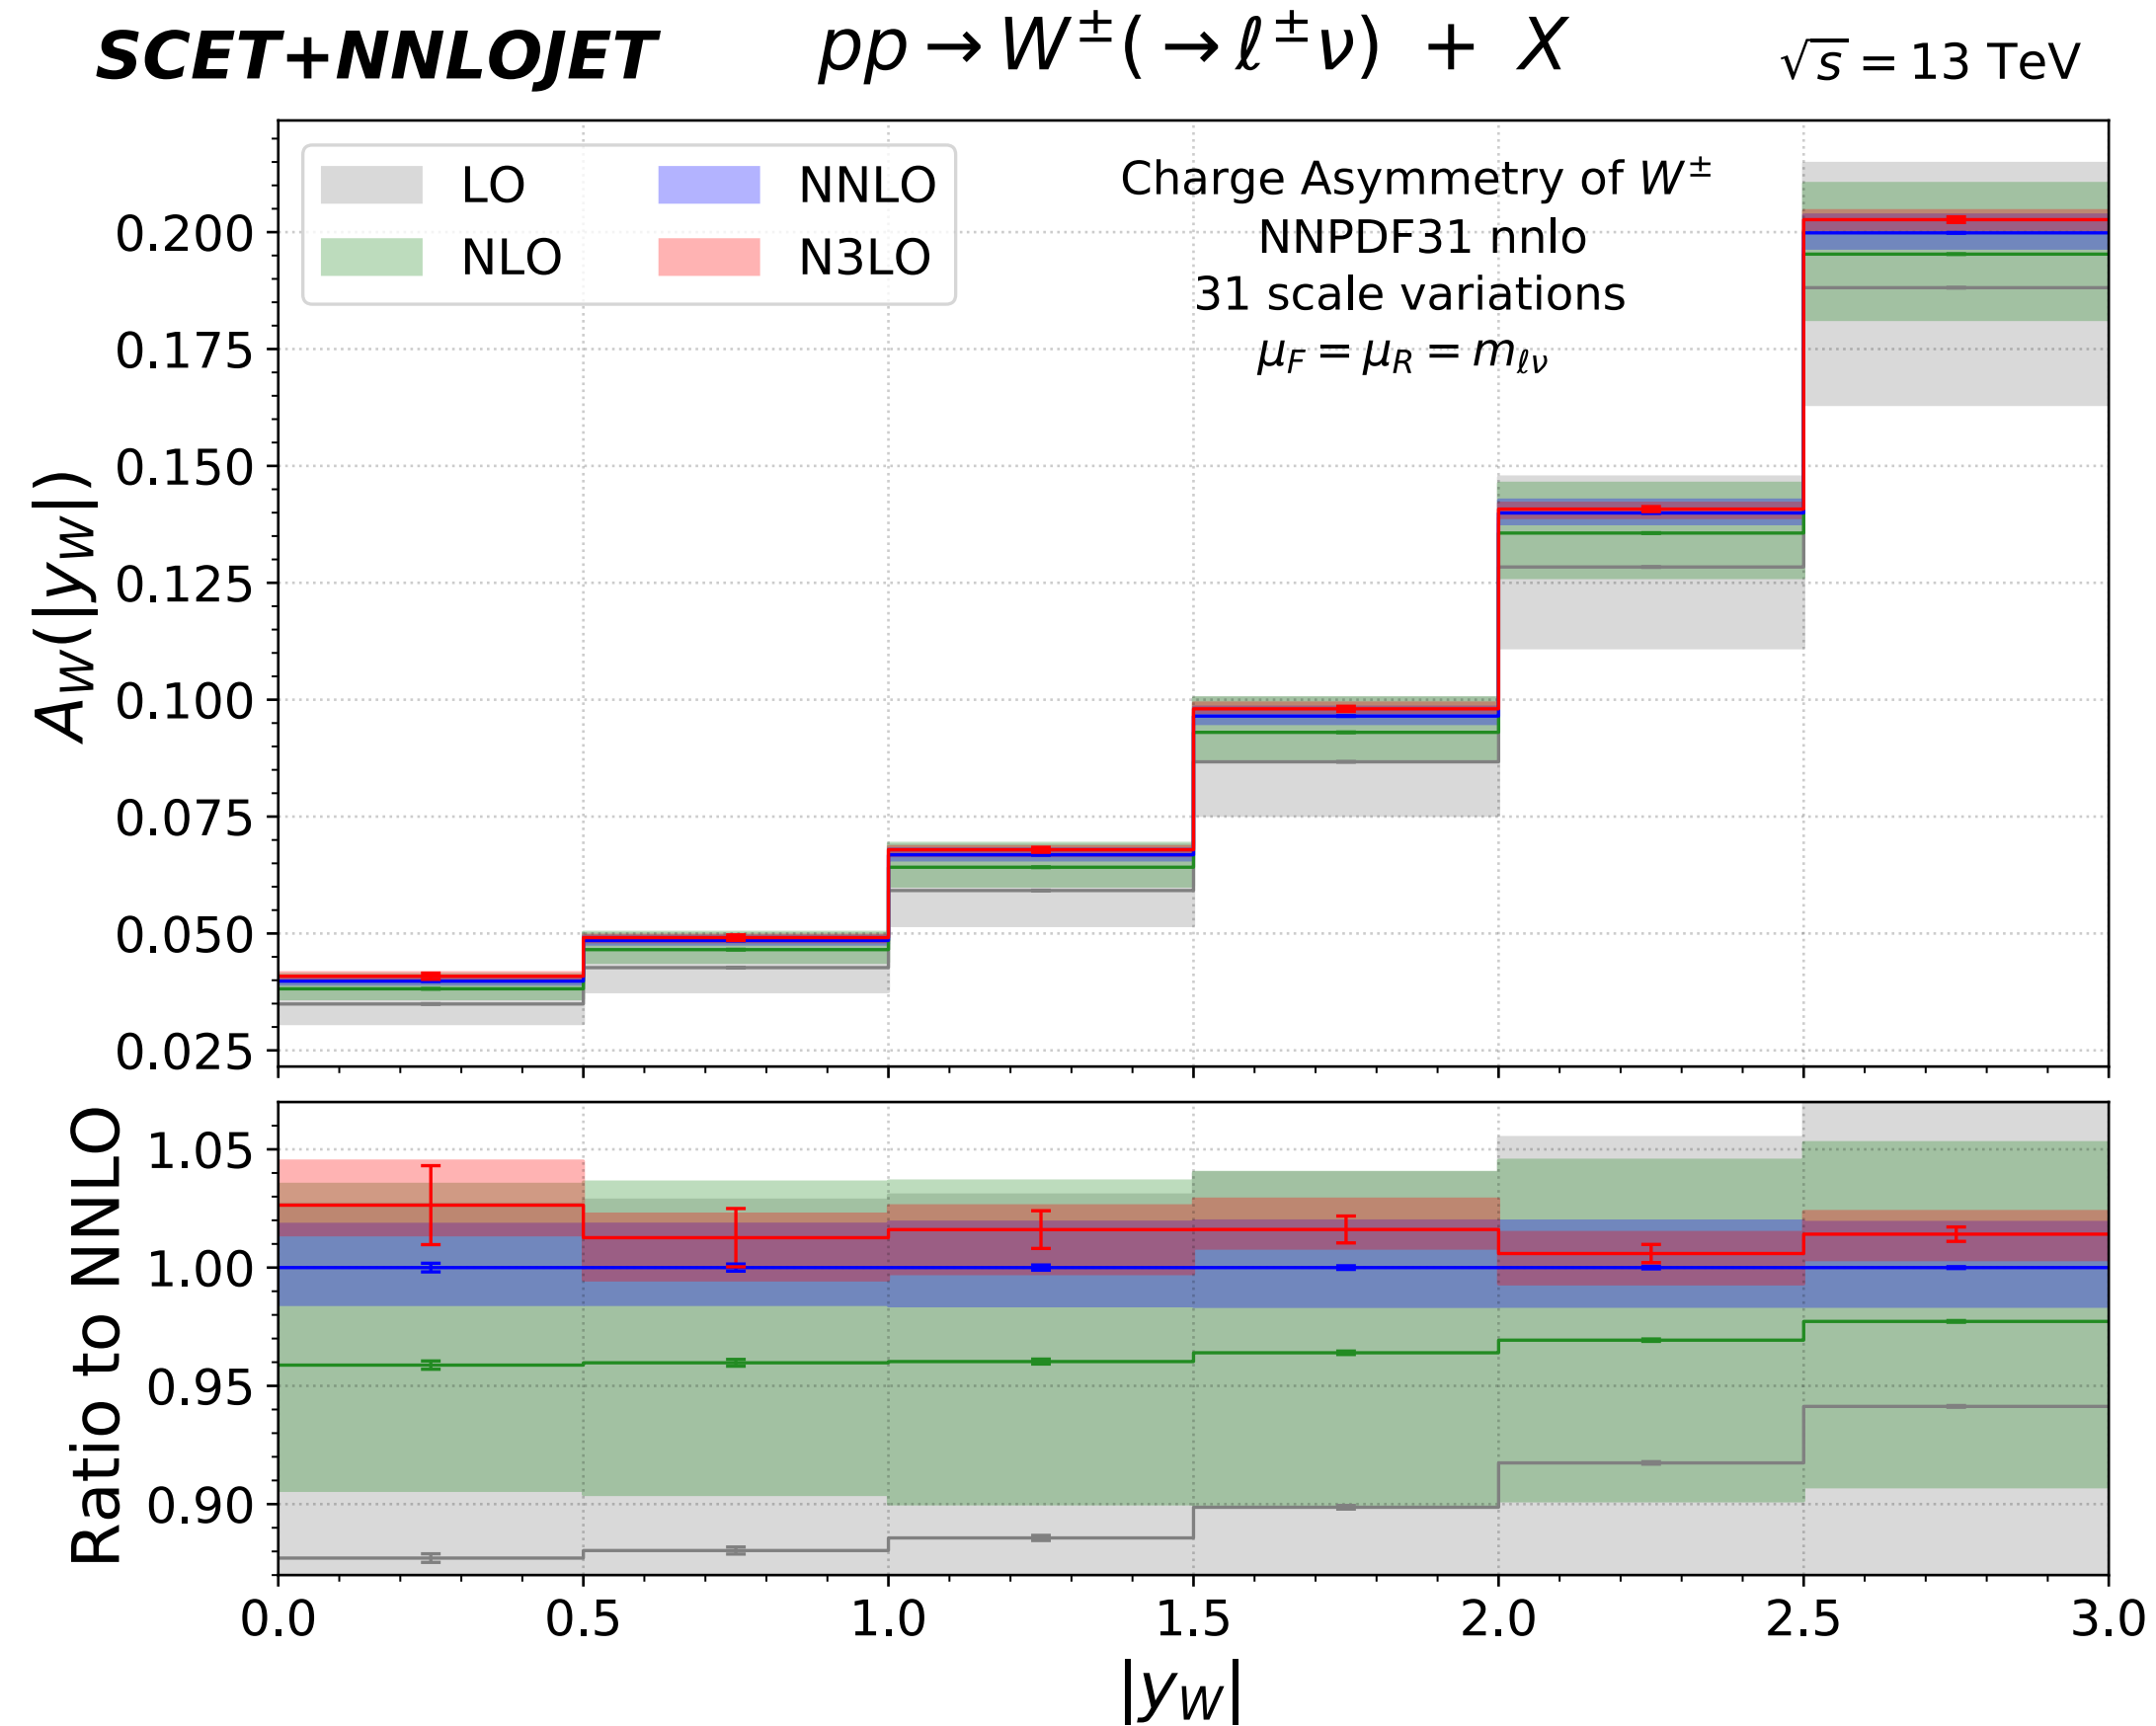 SCET+NNLOJET
pp → W±( → ℓ±ν) + X
√s = 13 TeV
LO
NLO
NNLO
N3LO
Charge Asymmetry of W±
NNPDF31 nnlo
31 scale variations
μ_F = μ_R = m_ℓν
A_W(|y_W|)
0.200
0.175
0.150
0.125
0.100
0.075
0.050
0.025
Ratio to NNLO
1.05
1.00
0.95
0.90
0.0 0.5 1.0 1.5 2.0 2.5 3.0
|y_W|